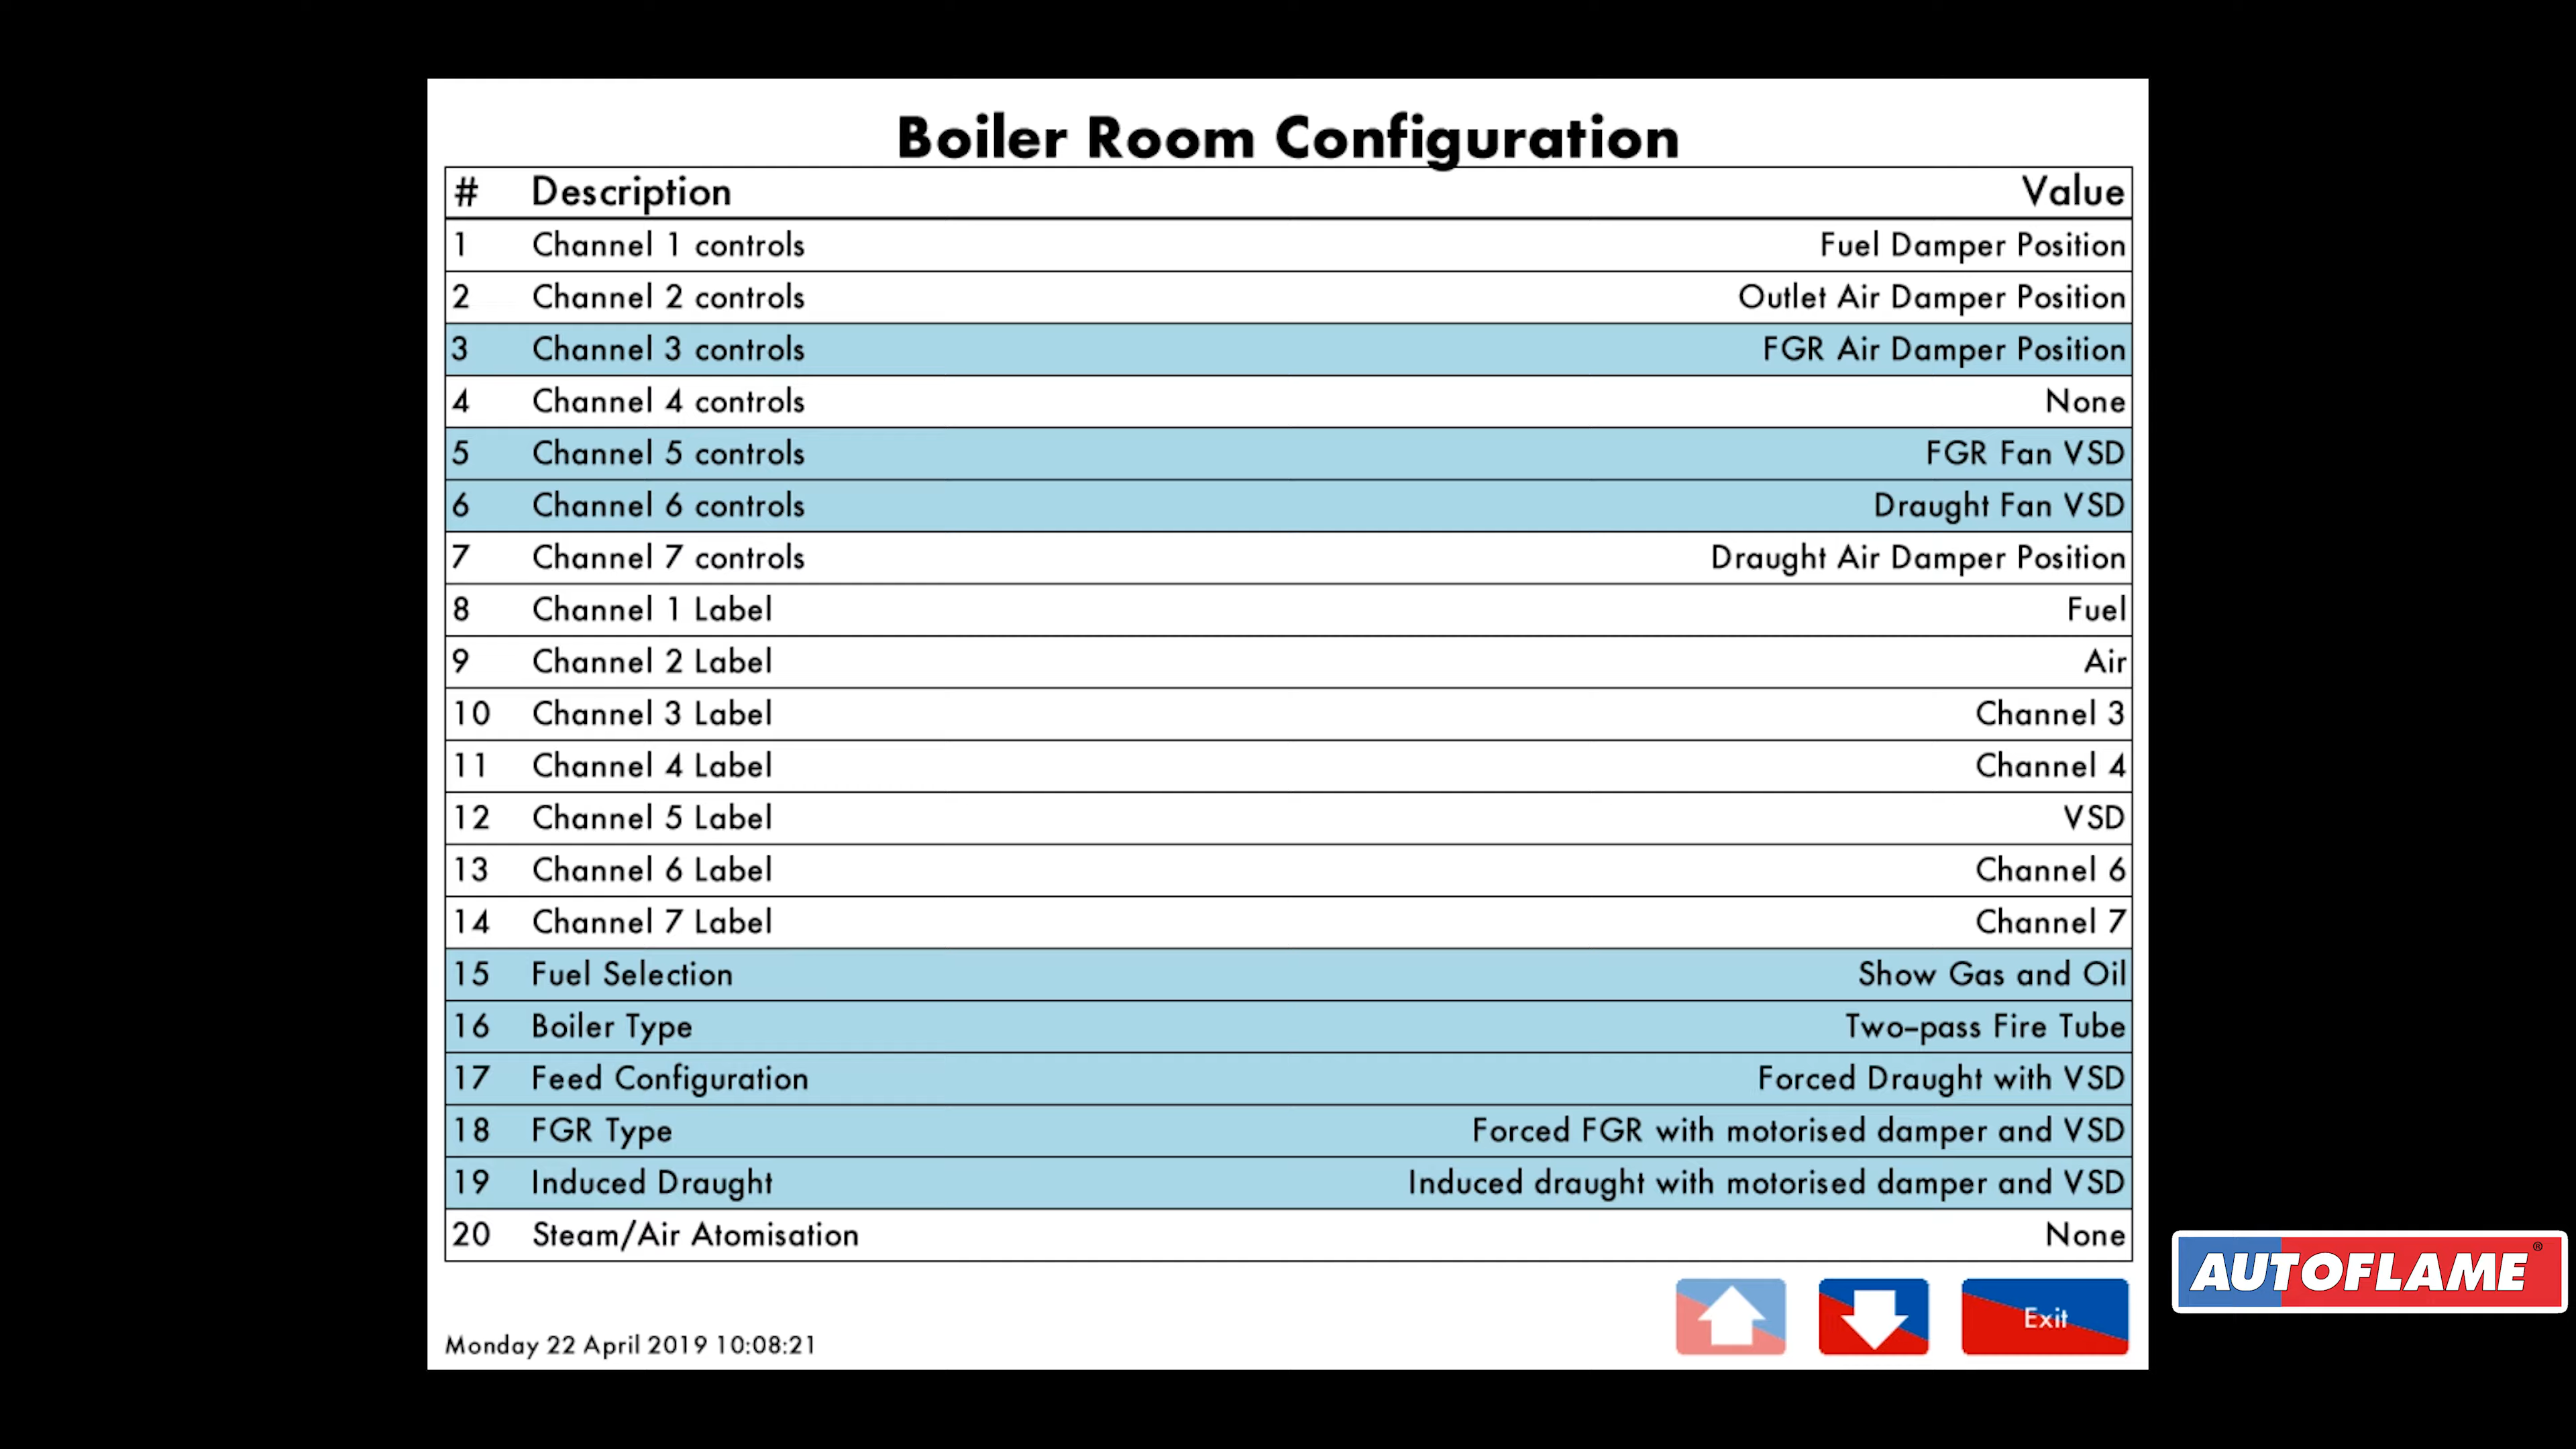 Boiler Room Configuration
# Description Value
1 Channel 1 controls Fuel Damper Position
2 Channel 2 controls Outlet Air Damper Position
3 Channel 3 controls FGR Air Damper Position
4 Channel 4 controls None
5 Channel 5 controls FGR Fan VSD
6 Channel 6 controls Draught Fan VSD
7 Channel 7 controls Draught Air Damper Position
8 Channel 1 Label Fuel
9 Channel 2 Label Air
10 Channel 3 Label Channel 3
11 Channel 4 Label Channel 4
12 Channel 5 Label VSD
13 Channel 6 Label Channel 6
14 Channel 7 Label Channel 7
15 Fuel Selection Show Gas and Oil
16 Boiler Type Two-pass Fire Tube
17 Feed Configuration Forced Draught with VSD
18 FGR Type Forced FGR with motorised damper and VSD
19 Induced Draught Induced draught with motorised damper and VSD
20 Steam/Air Atomisation None
AUTOFLAME®
Exit
Monday 22 April 2019 10:08:21